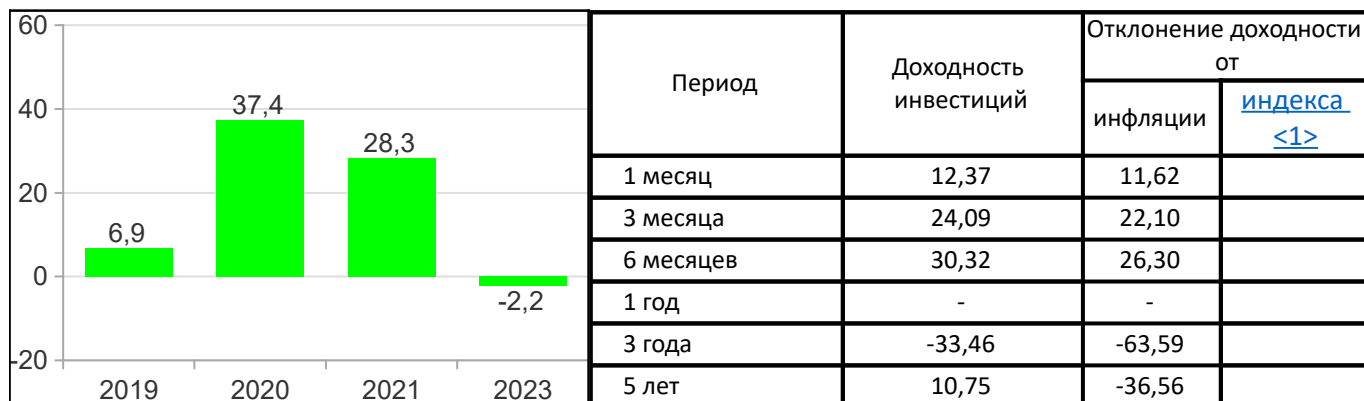 60
40
20
0
-20
6,9
37,4
28,3
-2,2
2019 2020 2021 2023
Период
Доходность
инвестиций
Отклонение доходности
от
инфляции
индекса
<1>
1 месяц 12,37 11,62
3 месяца 24,09 22,10
6 месяцев 30,32 26,30
1 год - -
3 года -33,46 -63,59
5 лет 10,75 -36,56